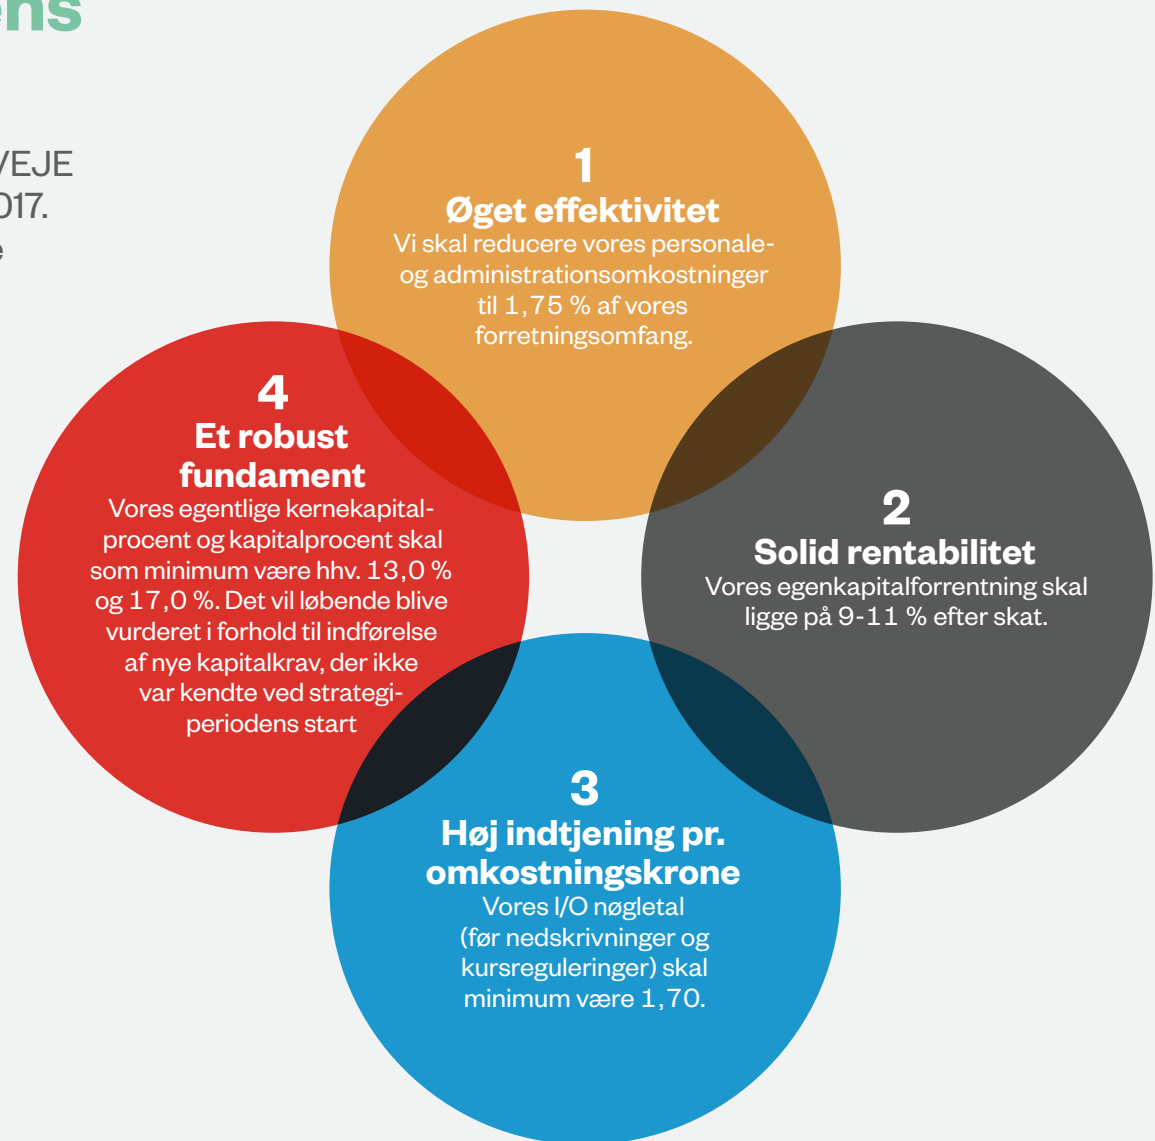 ens
VEJE
017.
e
1
Øget effektivitet
Vi skal reducere vores personale-
og administrationsomkostninger
til 1,75 % af vores
forretningsomfang.
2
Solid rentabilitet
Vores egenkapitalforrentning skal
ligge på 9-11 % efter skat.
3
Høj indtjening pr.
omkostningskrone
Vores I/O nøgletal
(før nedskrivninger og
kursreguleringer) skal
minimum være 1,70.
4
Et robust
fundament
Vores egentlige kernekapital-
procent og kapitalprocent skal
som minimum være hhv. 13,0 %
og 17,0 %. Det vil løbende blive
vurderet i forhold til indførelse
af nye kapitalkrav, der ikke
var kendte ved strategi-
periodens start